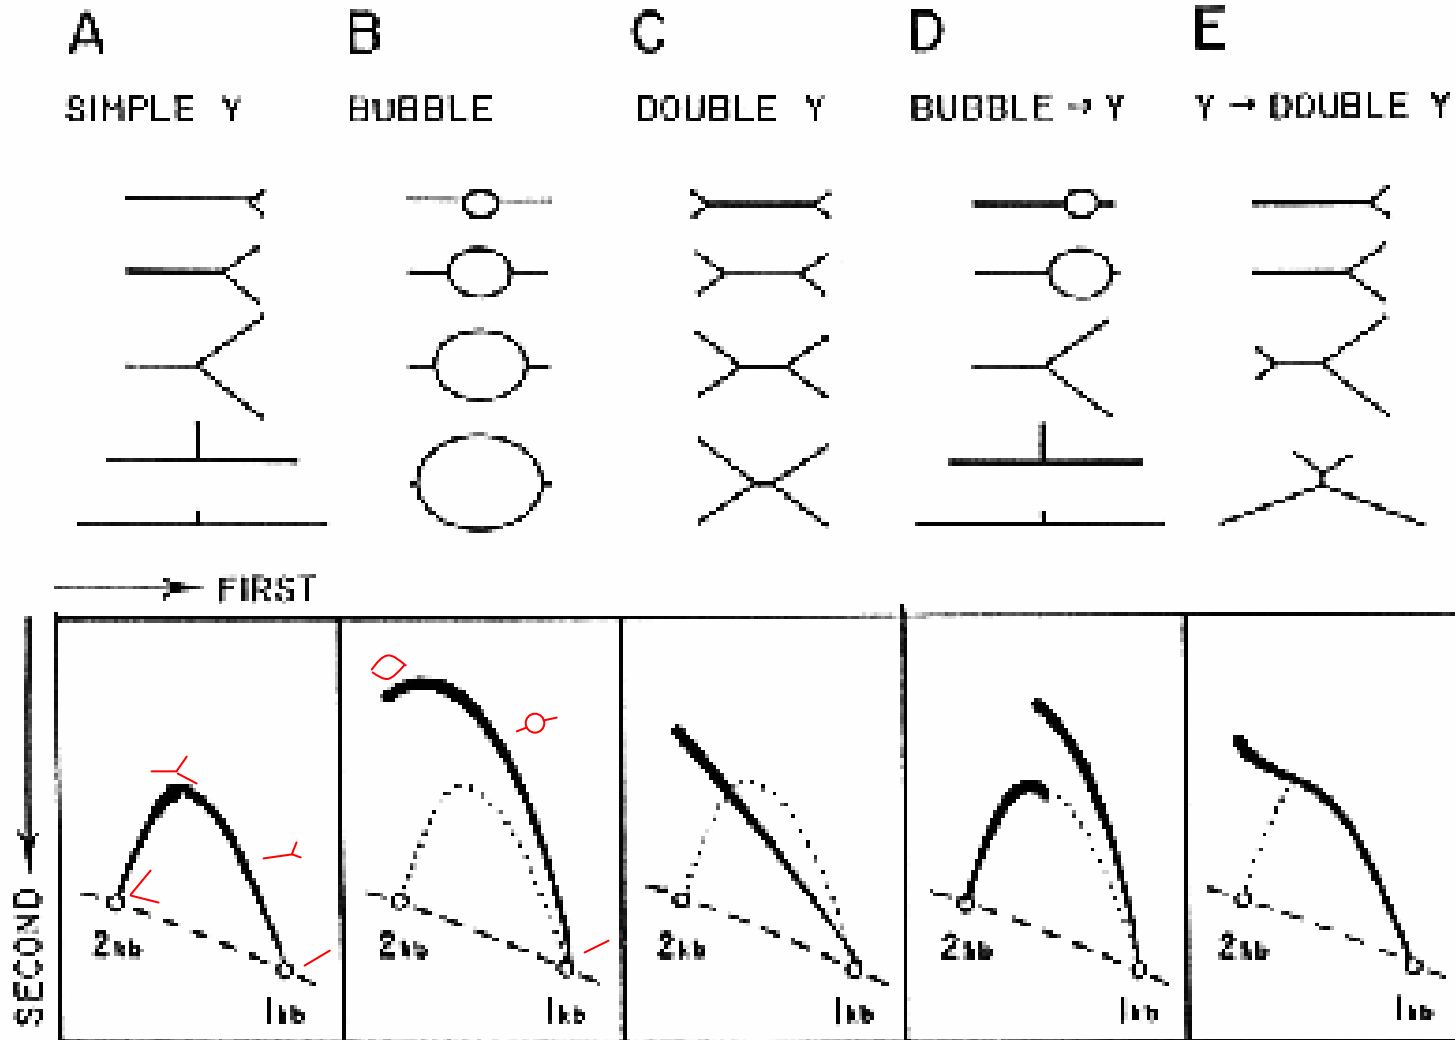 A B C D E
SIMPLE Y BUBBLE DOUBLE Y BUBBLE → Y Y → DOUBLE Y
FIRST
SECOND
2kb 2kb 2kb 2kb 2kb
1kb 1kb 1kb 1kb 1kb